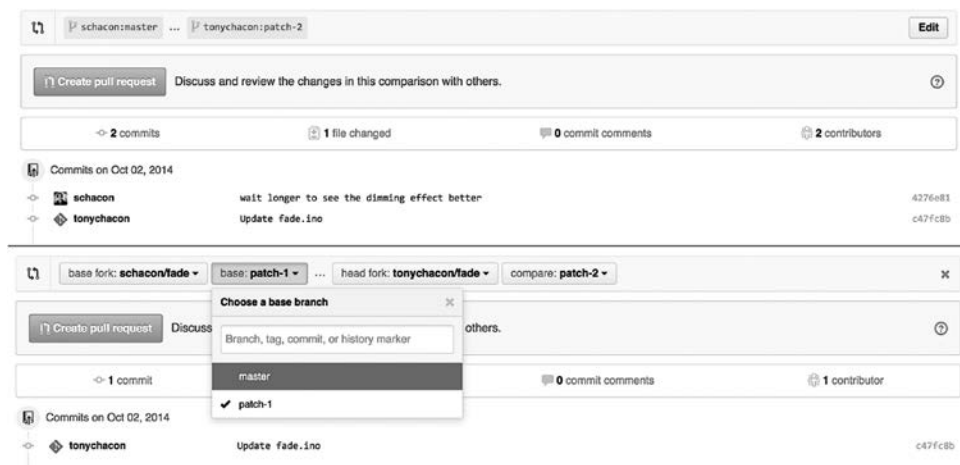 schacon:master ... tonychacon:patch-2 Edit
Create pull request Discuss and review the changes in this comparison with others.
2 commits 1 file changed 0 commit comments 2 contributors
Commits on Oct 02, 2014
schacon wait longer to see the dimming effect better 4276e81
tonychacon Update fade.ino c47fc8b
base fork: schacon/fade base: patch-1 ... head fork: tonychacon/fade compare: patch-2
Choose a base branch
Create pull request Discuss others.
Branch, tag, commit, or history marker
1 commit master 0 commit comments 1 contributor
patch-1
Commits on Oct 02, 2014
tonychacon Update fade.ino c47fc8b